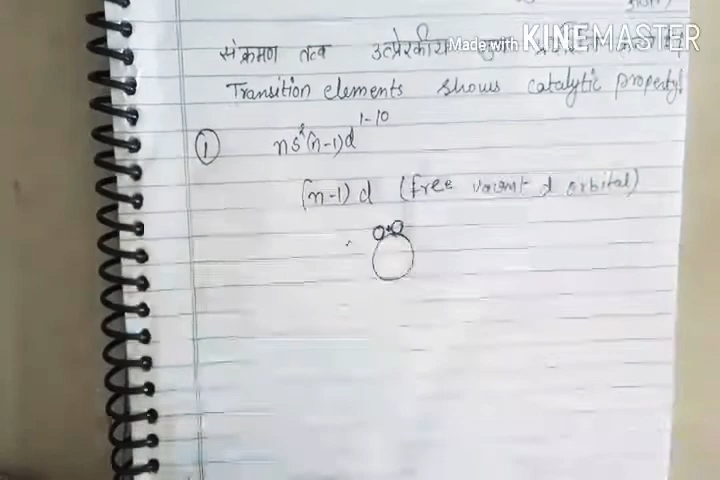 Made with KINEMASTER
संक्रमण तत्व उत्प्रेरकीय
Transition elements shows catalytic property!
① ns²(n-1)d¹⁻¹⁰
(n-1) d (free vacant d orbital)